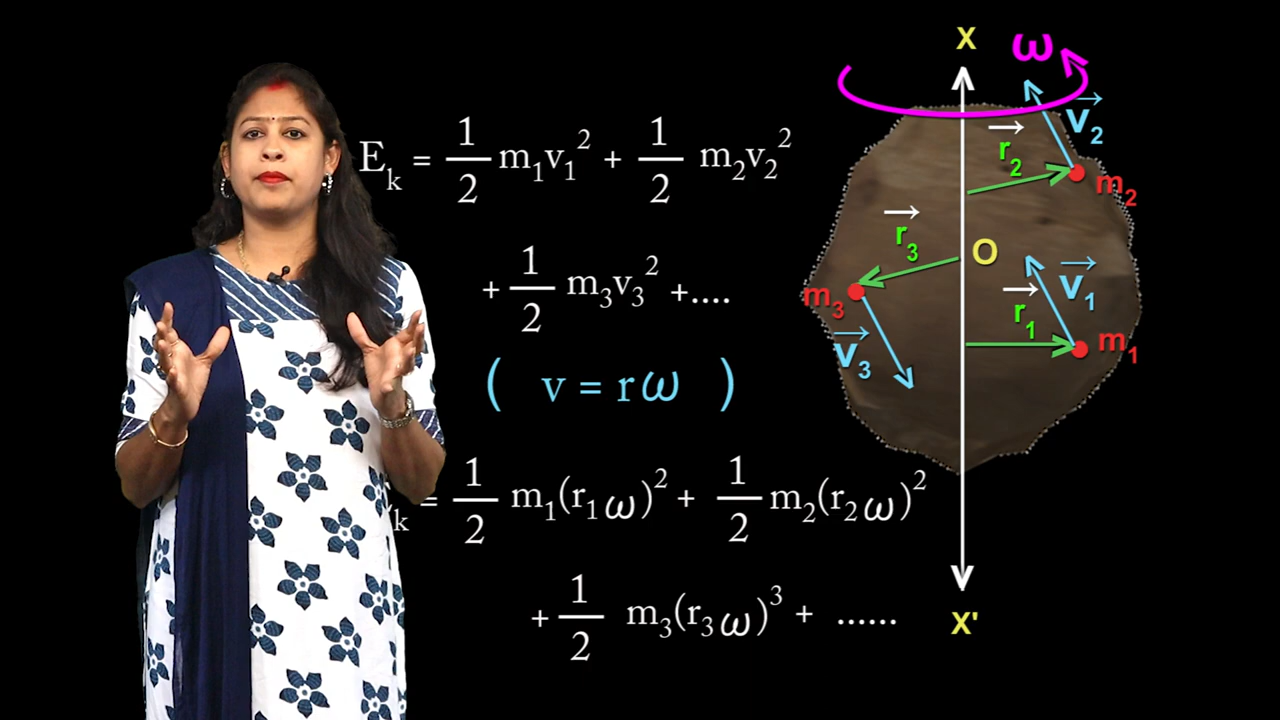 E_k = 1/2 m₁v₁² + 1/2 m₂v₂²
+ 1/2 m₃v₃² +....
( v = rω )
k = 1/2 m₁(r₁ω)² + 1/2 m₂(r₂ω)²
+ 1/2 m₃(r₃ω)³ + ......
X
ω
v₂
r₂
m₂
r₃
O
v₁
m₃
r₁
m₁
v₃
X'